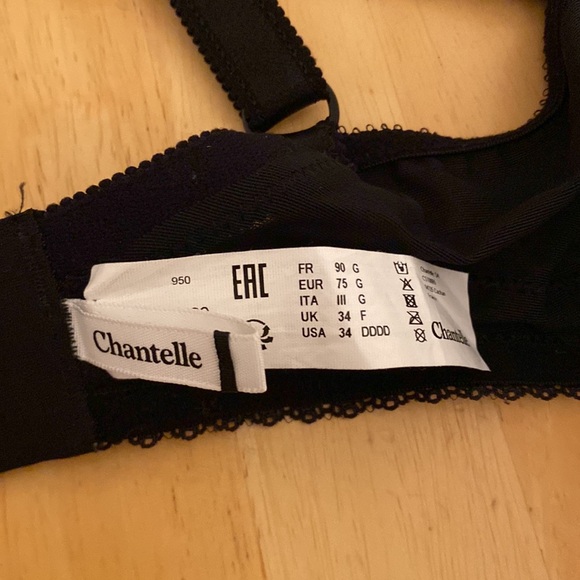 950
EAC
FR 90 G
EUR 75 G
ITA III G
UK 34 F
USA 34 DDDD
Chantelle
Chantelle